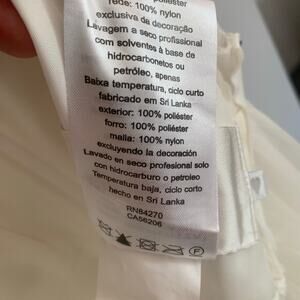 rede: 100% nylon
exclusiva da decoração
Lavagem a seco profissional
com solventes à base de
hidrocarbonetos ou
petróleo, apenas
Baixa temperatura, ciclo curto
fabricado em Sri Lanka
exterior: 100% poliéster
forro: 100% poliéster
malla: 100% nylon
excluyendo la decoración
Lavado en seco profesional solo
con hidrocarburo o petroleo
Temperatura baja, ciclo corto
hecho en Sri Lanka
RN84270
CA56206
F